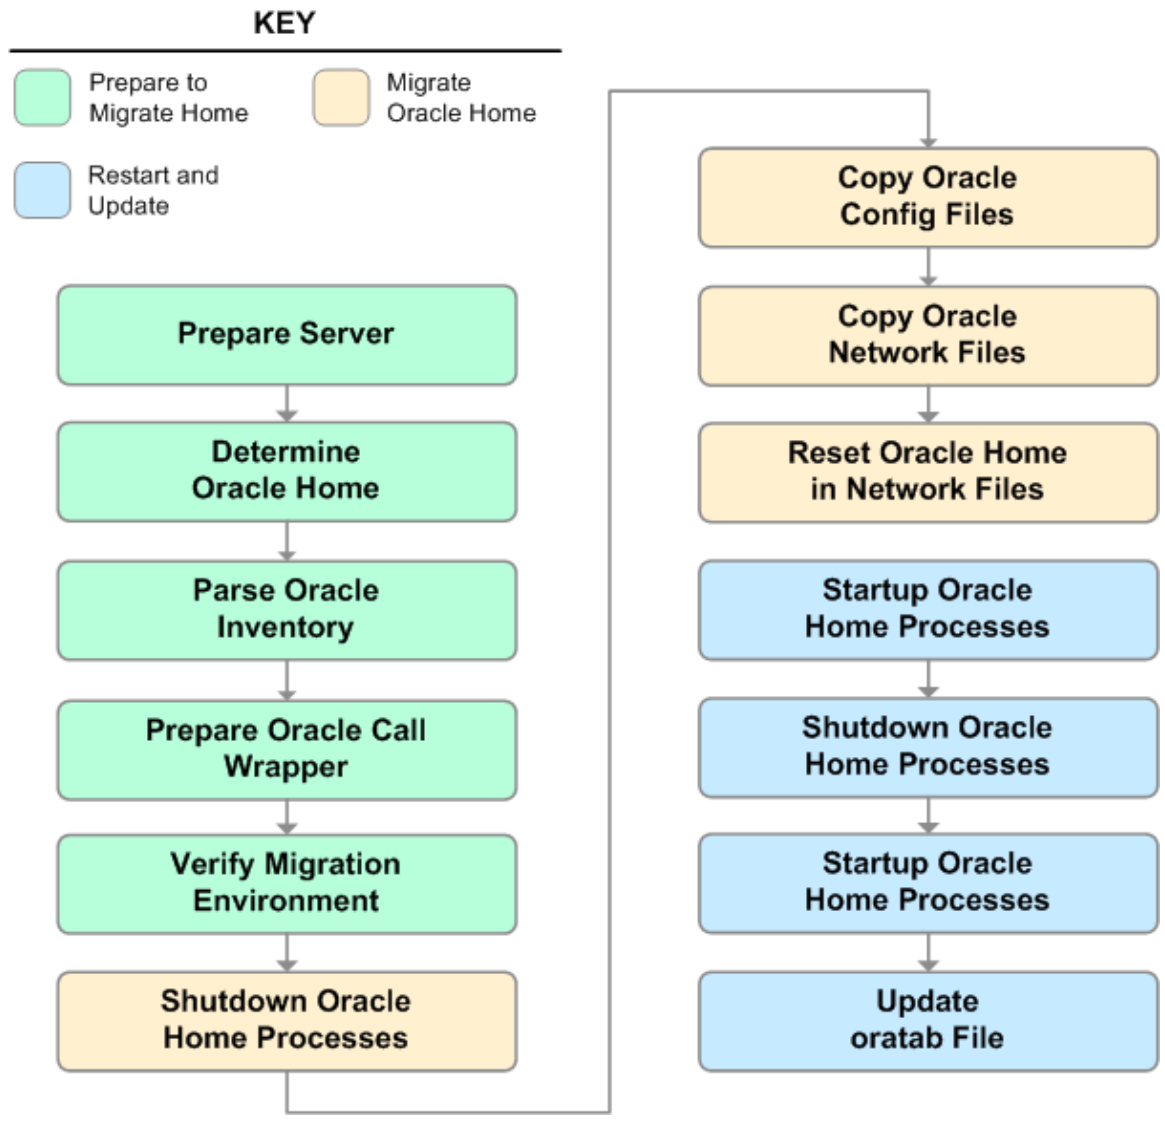 KEY
Prepare to
Migrate Home
Migrate
Oracle Home
Restart and
Update
Prepare Server
Determine
Oracle Home
Parse Oracle
Inventory
Prepare Oracle Call
Wrapper
Verify Migration
Environment
Shutdown Oracle
Home Processes
Copy Oracle
Config Files
Copy Oracle
Network Files
Reset Oracle Home
in Network Files
Startup Oracle
Home Processes
Shutdown Oracle
Home Processes
Startup Oracle
Home Processes
Update
oratab File